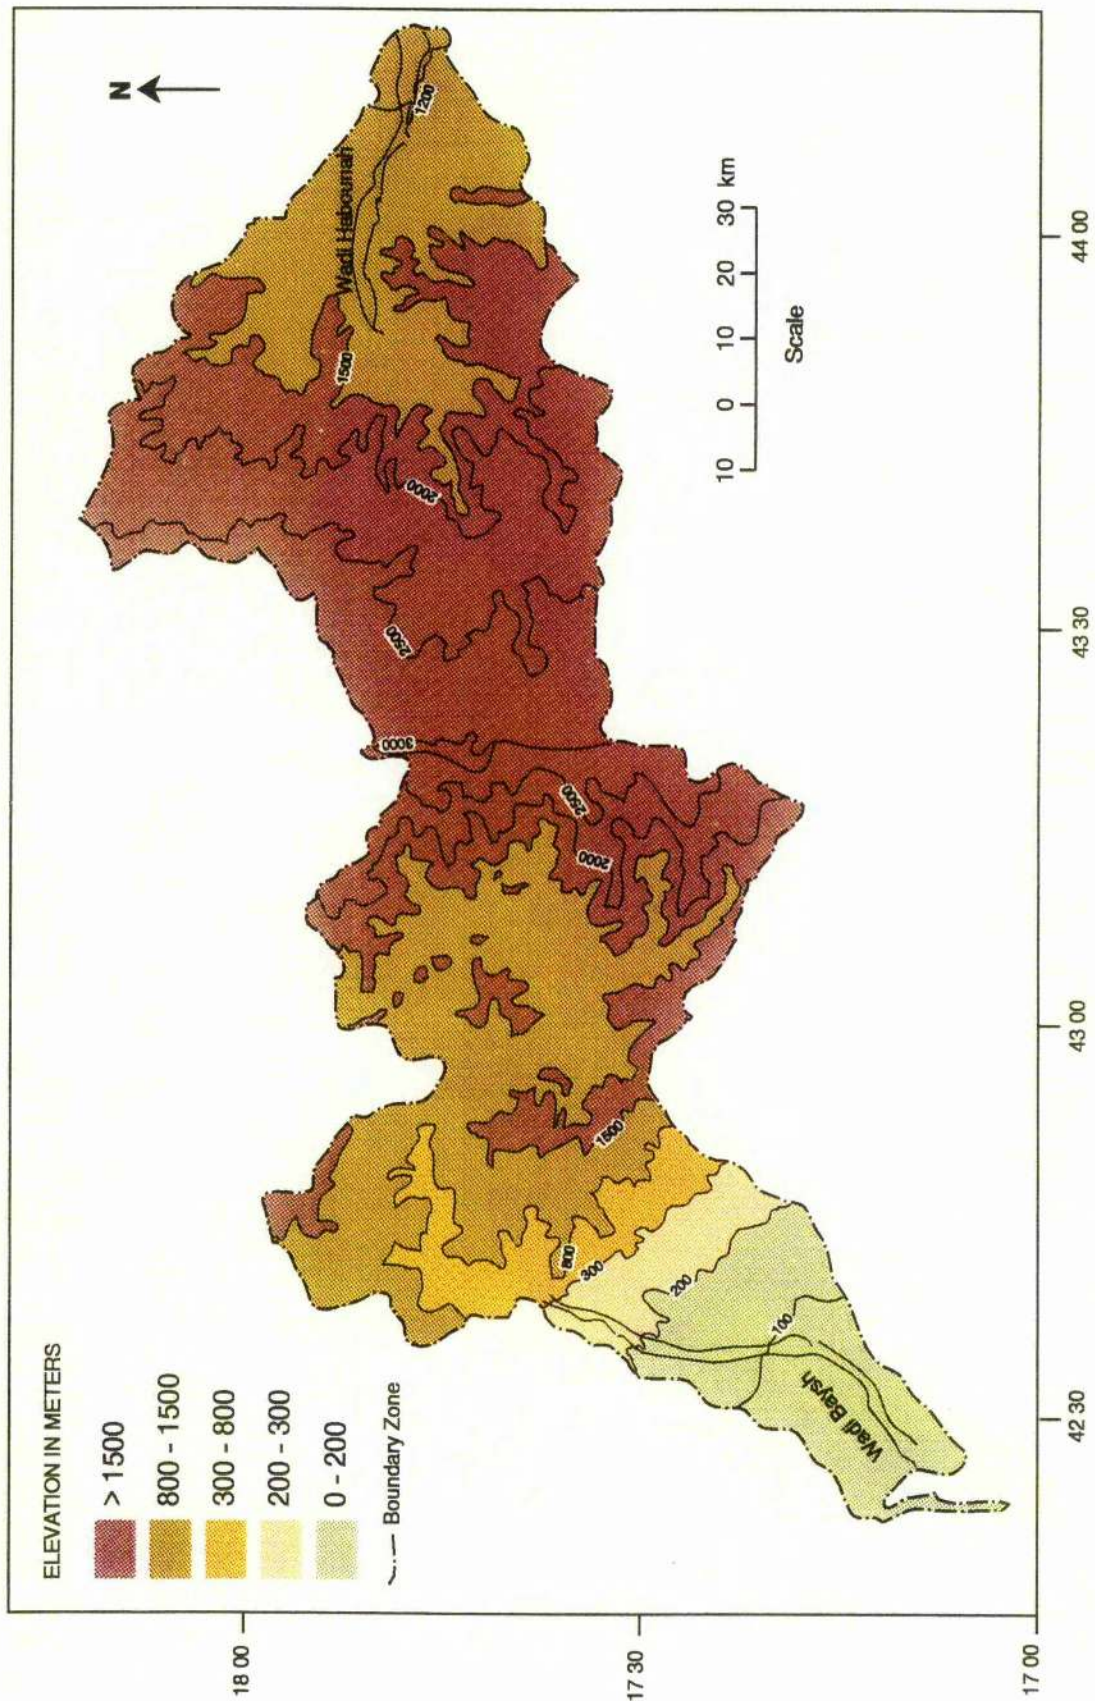 ELEVATION IN METERS
> 1500
800 - 1500
300 - 800
200 - 300
0 - 200
Boundary Zone
N
Wadi Habounah
1200
1500
2000
2500
3000
2500
2000
1500
800
300
200
100
Wadi Baysh
10 0 10 20 30 km
Scale
18 00
17 30
17 00
42 30
43 00
43 30
44 00